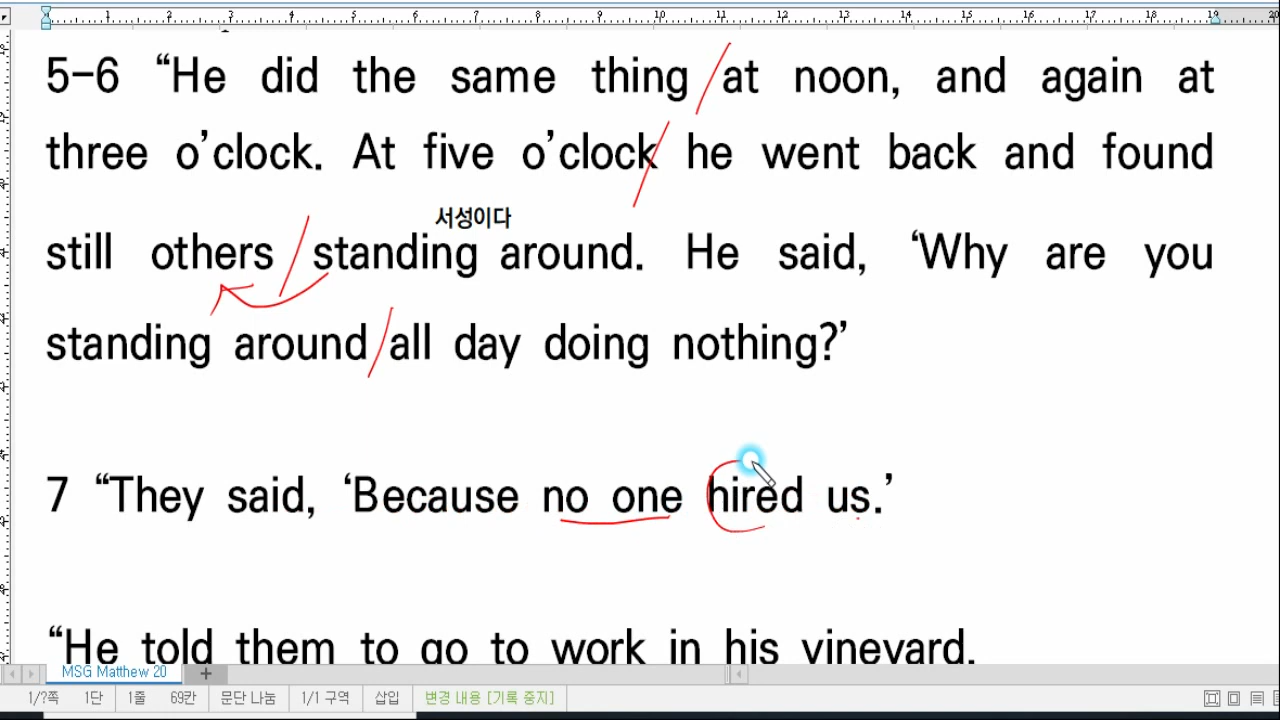 5-6 “He did the same thing at noon, and again at
three o’clock. At five o’clock he went back and found
서성이다
still others standing around. He said, ‘Why are you
standing around all day doing nothing?’
7 “They said, ‘Because no one hired us.’
“He told them to go to work in his vineyard.
MSG Matthew 20
1/?쪽 1단 1줄 69칸 문단 나눔 1/1 구역 삽입 변경 내용 [기록 중지]